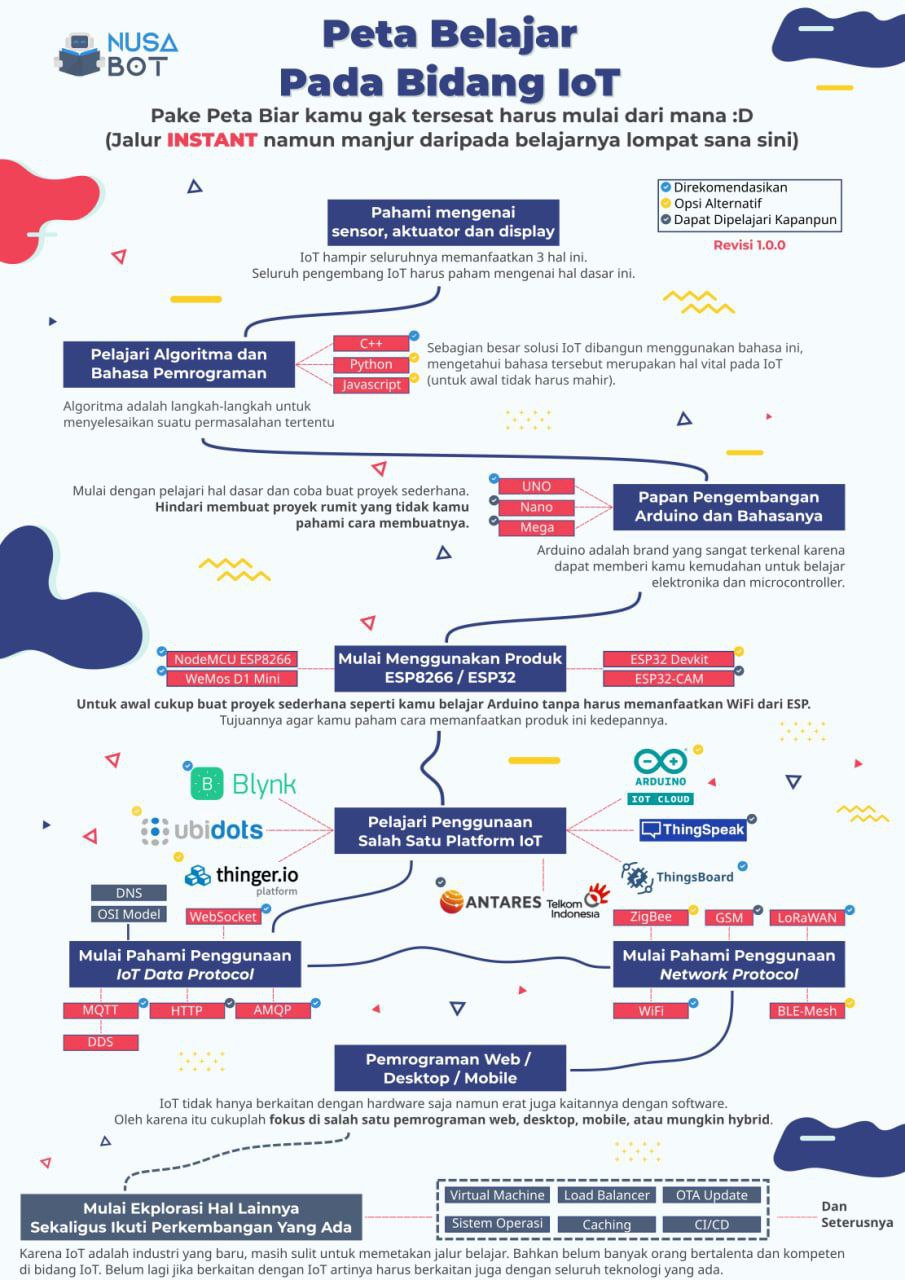 NUSA
BOT
Peta Belajar
Pada Bidang IoT
Pake Peta Biar kamu gak tersesat harus mulai dari mana :D
(Jalur INSTANT namun manjur daripada belajarnya lompat sana sini)
Direkomendasikan
Opsi Alternatif
Dapat Dipelajari Kapanpun
Revisi 1.0.0
Pahami mengenai
sensor, aktuator dan display
IoT hampir seluruhnya memanfaatkan 3 hal ini.
Seluruh pengembang IoT harus paham mengenai hal dasar ini.
Pelajari Algoritma dan
Bahasa Pemrograman
C++
Python
Javascript
Sebagian besar solusi IoT dibangun menggunakan bahasa ini,
mengetahui bahasa tersebut merupakan hal vital pada IoT
(untuk awal tidak harus mahir).
Algoritma adalah langkah-langkah untuk
menyelesaikan suatu permasalahan tertentu
Mulai dengan pelajari hal dasar dan coba buat proyek sederhana.
Hindari membuat proyek rumit yang tidak kamu
pahami cara membuatnya.
UNO
Nano
Mega
Papan Pengembangan
Arduino dan Bahasanya
Arduino adalah brand yang sangat terkenal karena
dapat memberi kamu kemudahan untuk belajar
elektronika dan microcontroller.
NodeMCU ESP8266
WeMos D1 Mini
Mulai Menggunakan Produk
ESP8266 / ESP32
ESP32 Devkit
ESP32-CAM
Untuk awal cukup buat proyek sederhana seperti kamu belajar Arduino tanpa harus memanfaatkan WiFi dari ESP.
Tujuannya agar kamu paham cara memanfaatkan produk ini kedepannya.
B Blynk
ubidots
thinger.io
platform
Pelajari Penggunaan
Salah Satu Platform IoT
ARDUINO
IOT CLOUD
ThingSpeak
ThingsBoard
ANTARES
Telkom
Indonesia
DNS
OSI Model
WebSocket
Mulai Pahami Penggunaan
IoT Data Protocol
MQTT
HTTP
AMQP
DDS
ZigBee
GSM
LoRaWAN
Mulai Pahami Penggunaan
Network Protocol
WiFi
BLE-Mesh
Pemrograman Web /
Desktop / Mobile
IoT tidak hanya berkaitan dengan hardware saja namun erat juga kaitannya dengan software.
Oleh karena itu cukuplah fokus di salah satu pemrograman web, desktop, mobile, atau mungkin hybrid.
Mulai Ekplorasi Hal Lainnya
Sekaligus Ikuti Perkembangan Yang Ada
Virtual Machine
Load Balancer
OTA Update
Sistem Operasi
Caching
CI/CD
Dan
Seterusnya
Karena IoT adalah industri yang baru, masih sulit untuk memetakan jalur belajar. Bahkan belum banyak orang bertalenta dan kompeten
di bidang IoT. Belum lagi jika berkaitan dengan IoT artinya harus berkaitan juga dengan seluruh teknologi yang ada.